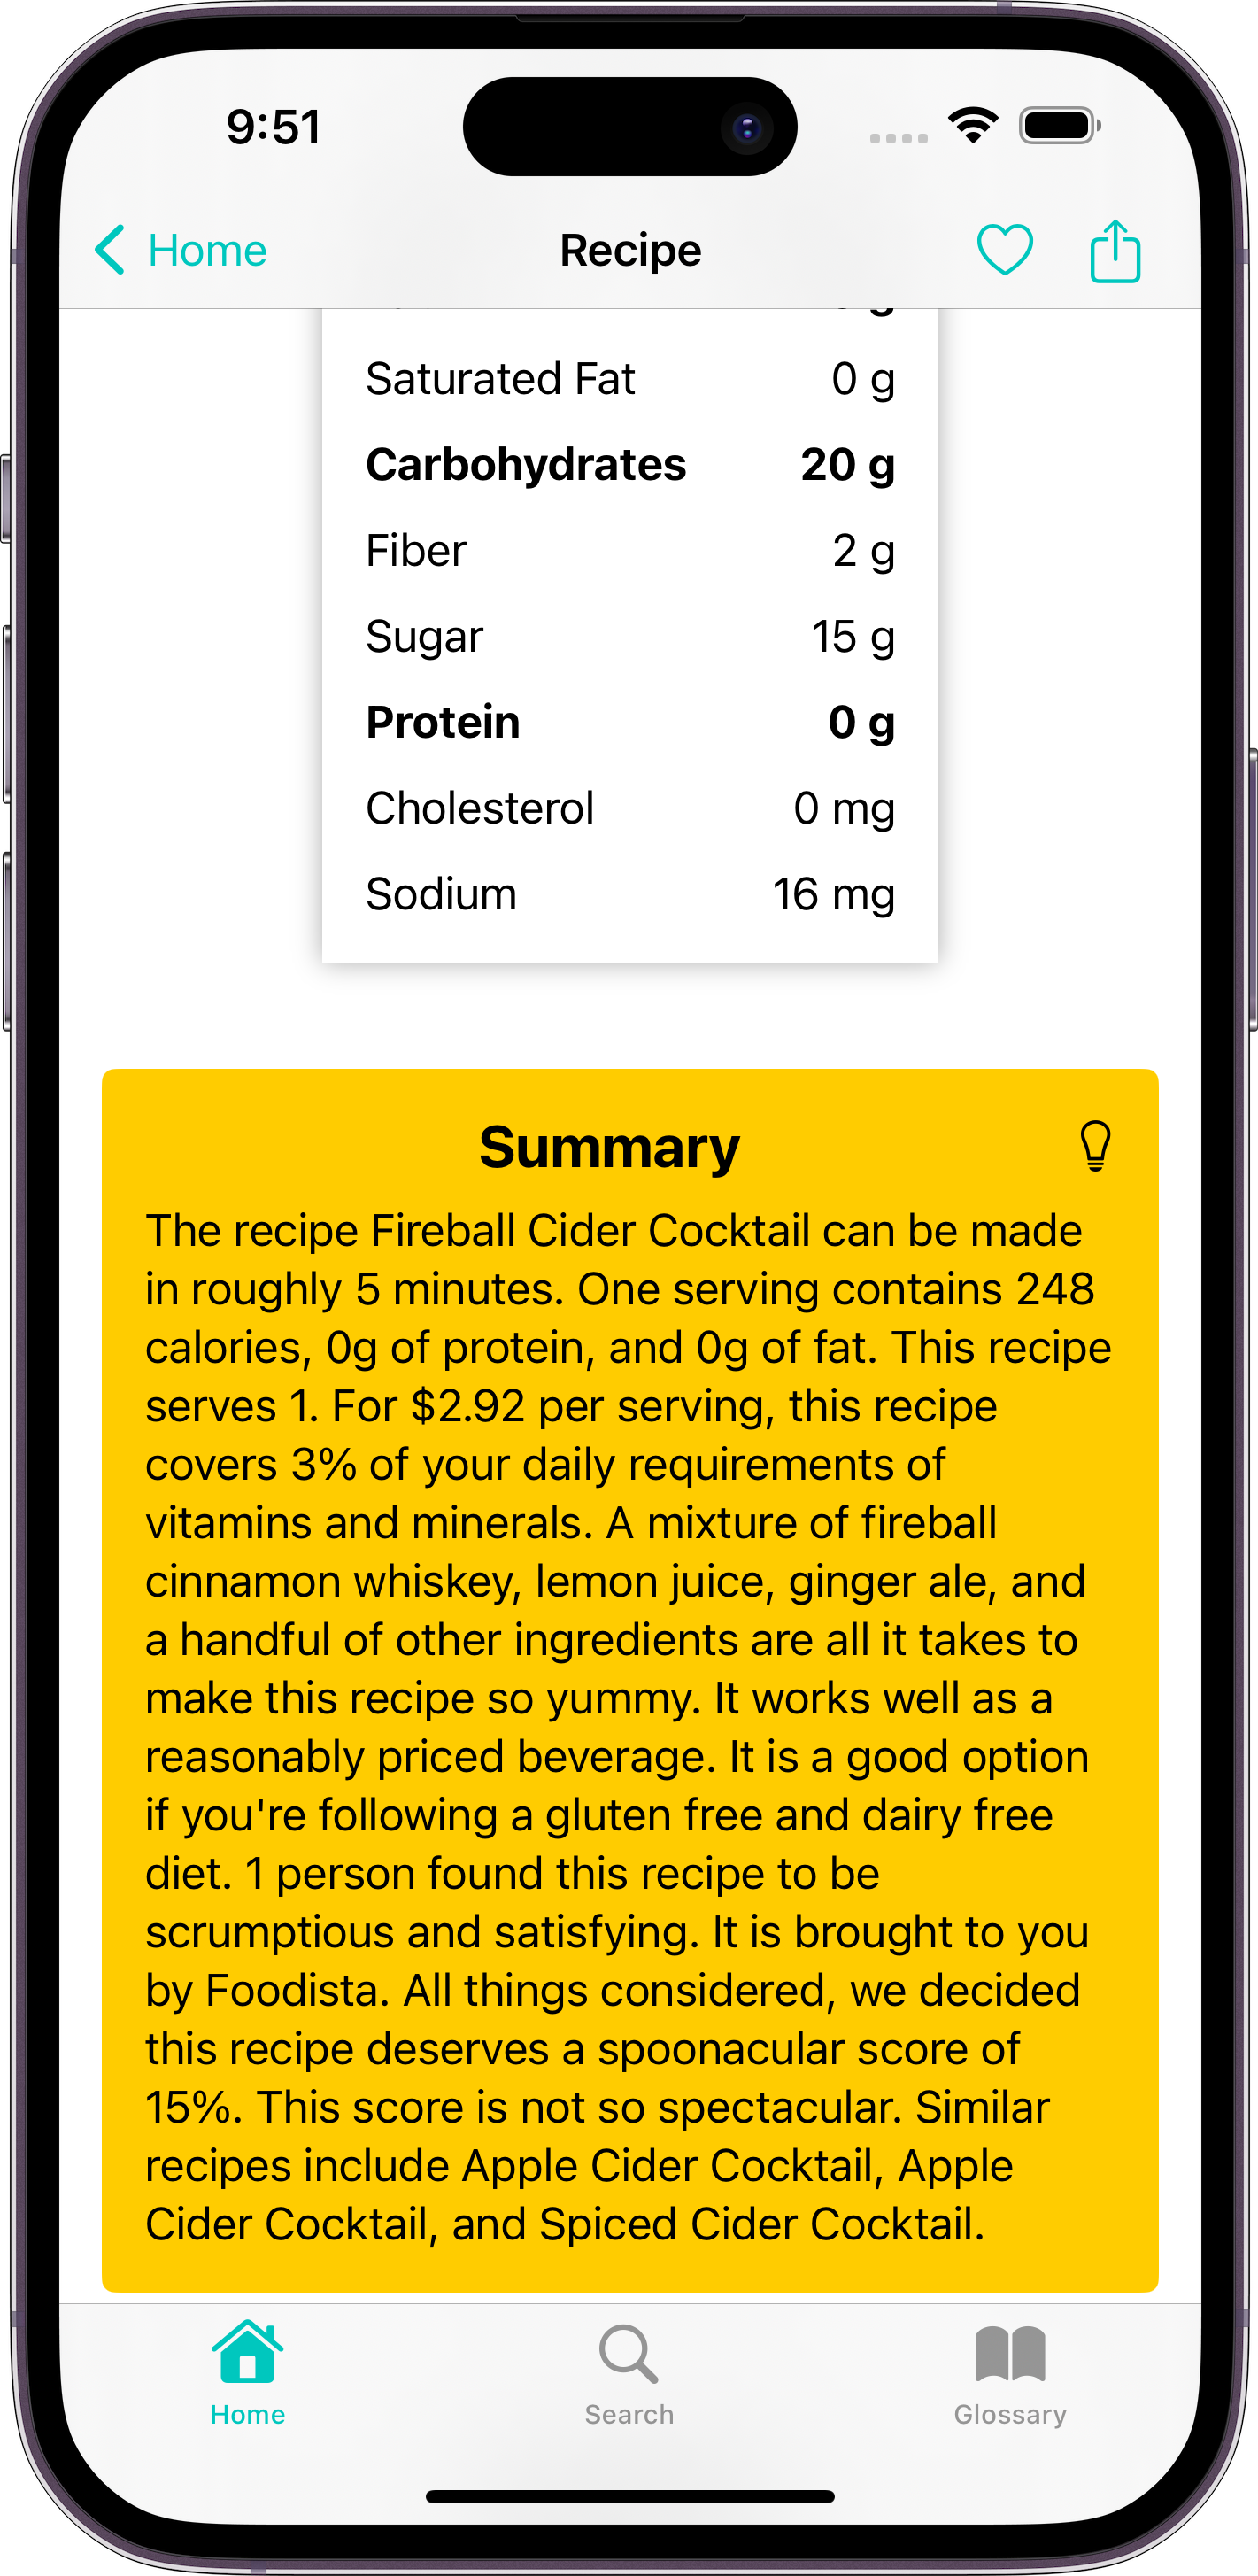 9:51
Home
Recipe
g
Saturated Fat 0 g
Carbohydrates 20 g
Fiber 2 g
Sugar 15 g
Protein 0 g
Cholesterol 0 mg
Sodium 16 mg
Summary
The recipe Fireball Cider Cocktail can be made
in roughly 5 minutes. One serving contains 248
calories, 0g of protein, and 0g of fat. This recipe
serves 1. For $2.92 per serving, this recipe
covers 3% of your daily requirements of
vitamins and minerals. A mixture of fireball
cinnamon whiskey, lemon juice, ginger ale, and
a handful of other ingredients are all it takes to
make this recipe so yummy. It works well as a
reasonably priced beverage. It is a good option
if you're following a gluten free and dairy free
diet. 1 person found this recipe to be
scrumptious and satisfying. It is brought to you
by Foodista. All things considered, we decided
this recipe deserves a spoonacular score of
15%. This score is not so spectacular. Similar
recipes include Apple Cider Cocktail, Apple
Cider Cocktail, and Spiced Cider Cocktail.
Home
Search
Glossary